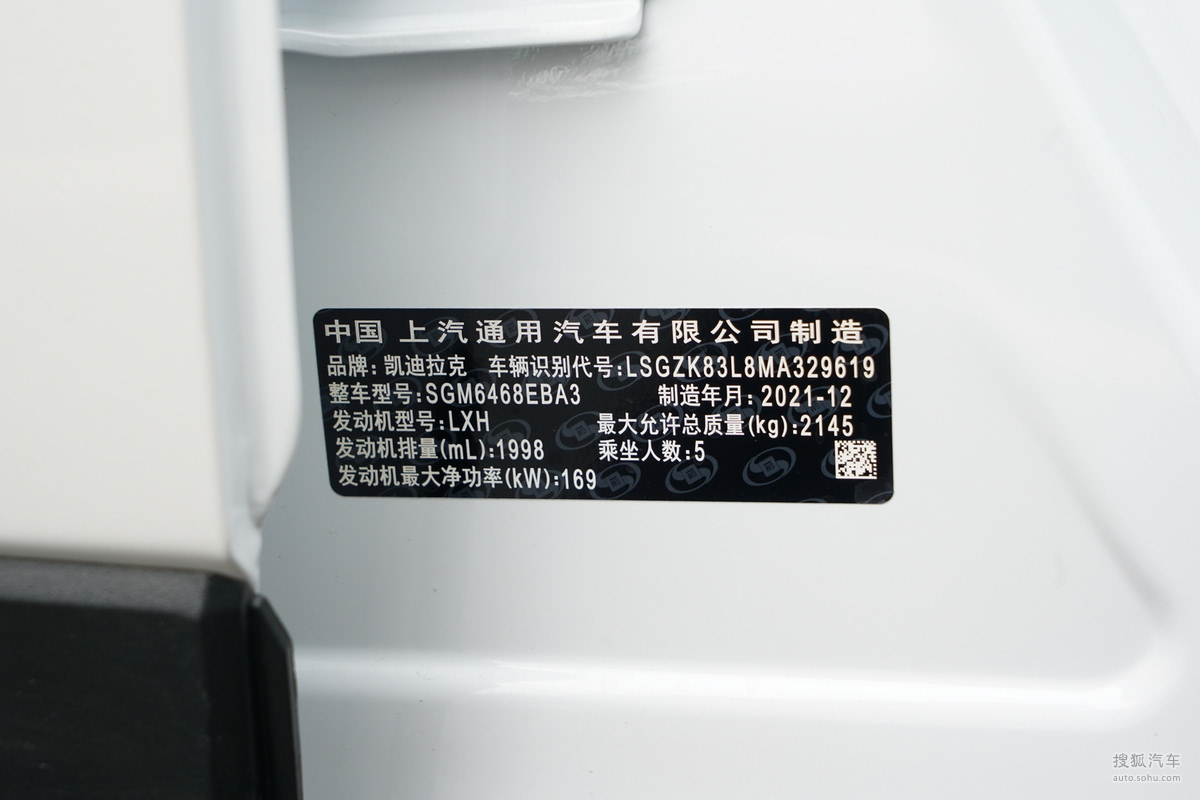 中国 上汽通用汽车有限公司制造
品牌:凯迪拉克 车辆识别代号:LSGZK83L8MA329619
整车型号:SGM6468EBA3 制造年月:2021-12
发动机型号:LXH 最大允许总质量(kg):2145
发动机排量(mL):1998 乘坐人数:5
发动机最大净功率(kW):169
搜狐汽车
auto.sohu.com